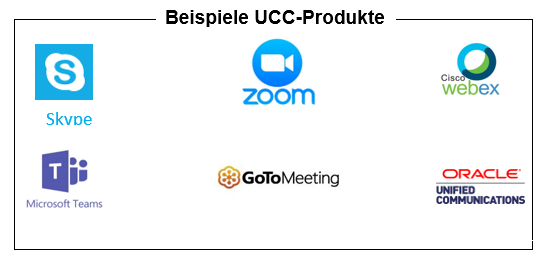 Beispiele UCC-Produkte
S
Skype
zoom
Cisco
webex
T
Microsoft Teams
GoToMeeting
ORACLE
UNIFIED
COMMUNICATIONS